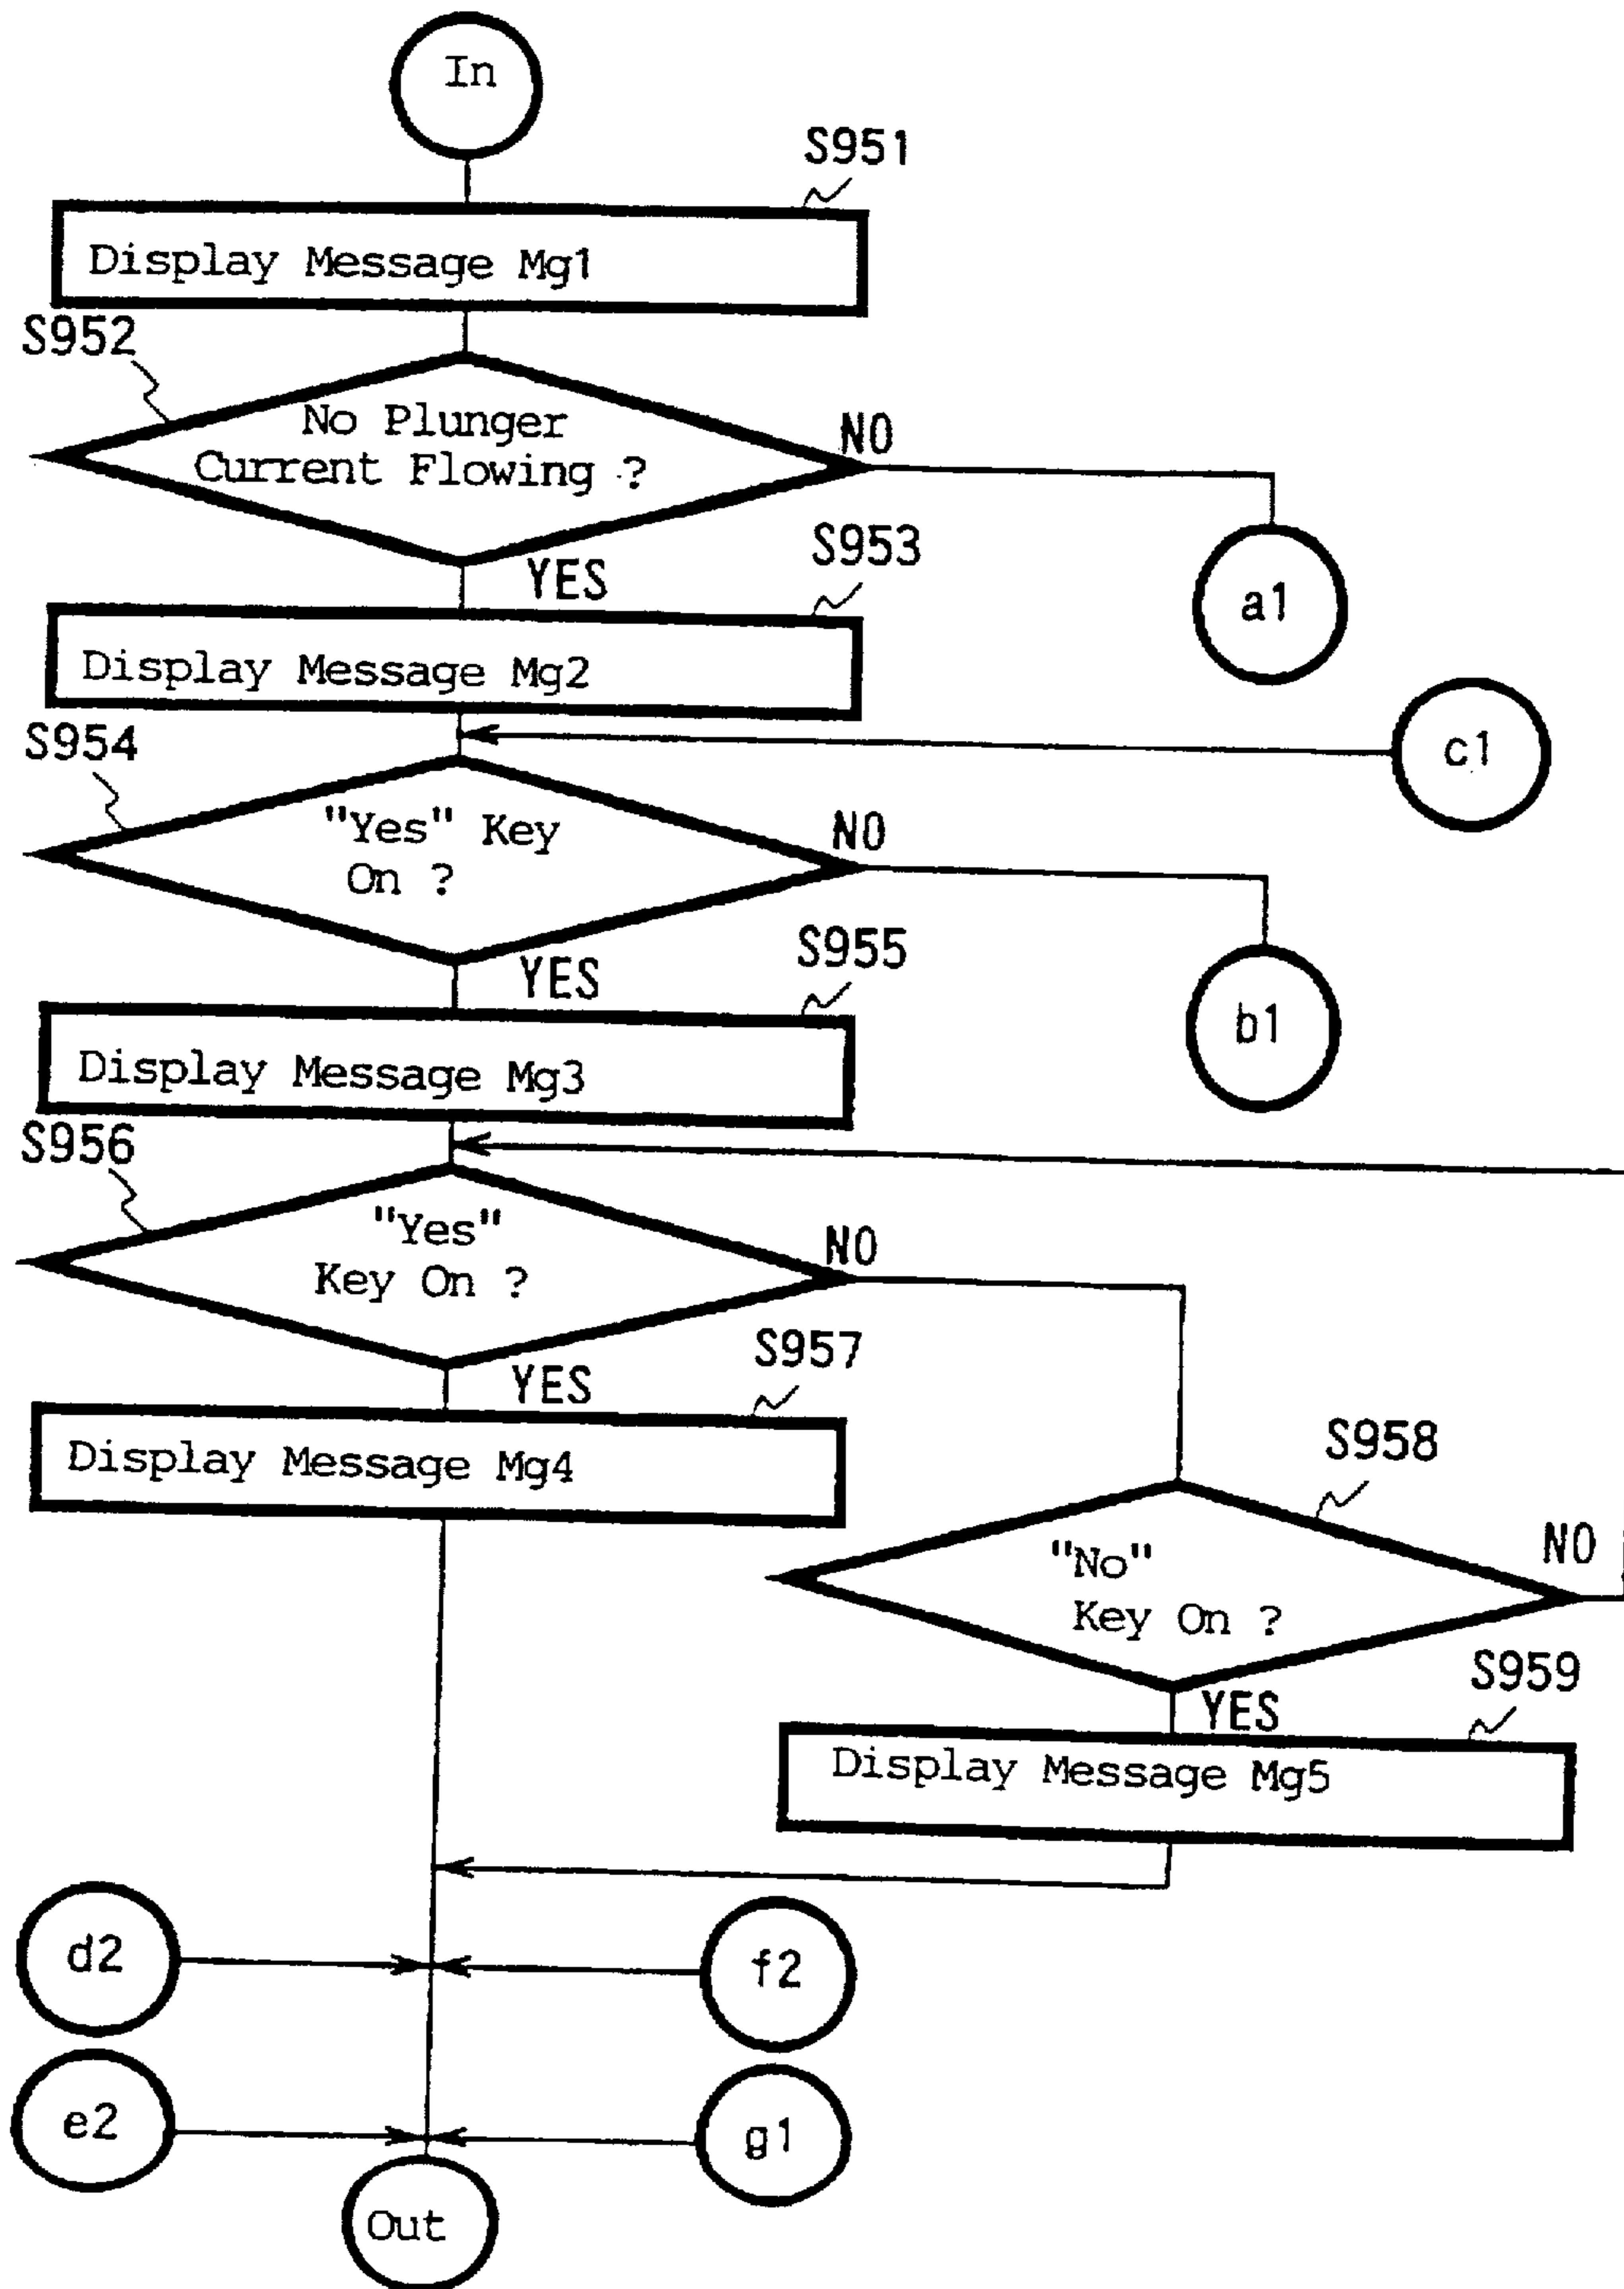 In
S951
Display Message Mg1
S952
No Plunger
Current Flowing ?
NO
YES
a1
S953
Display Message Mg2
c1
S954
"Yes" Key
On ?
NO
YES
b1
S955
Display Message Mg3
S956
"Yes"
Key On ?
NO
YES
S957
Display Message Mg4
S958
"No"
Key On ?
NO
YES
S959
Display Message Mg5
d2
f2
e2
g1
Out